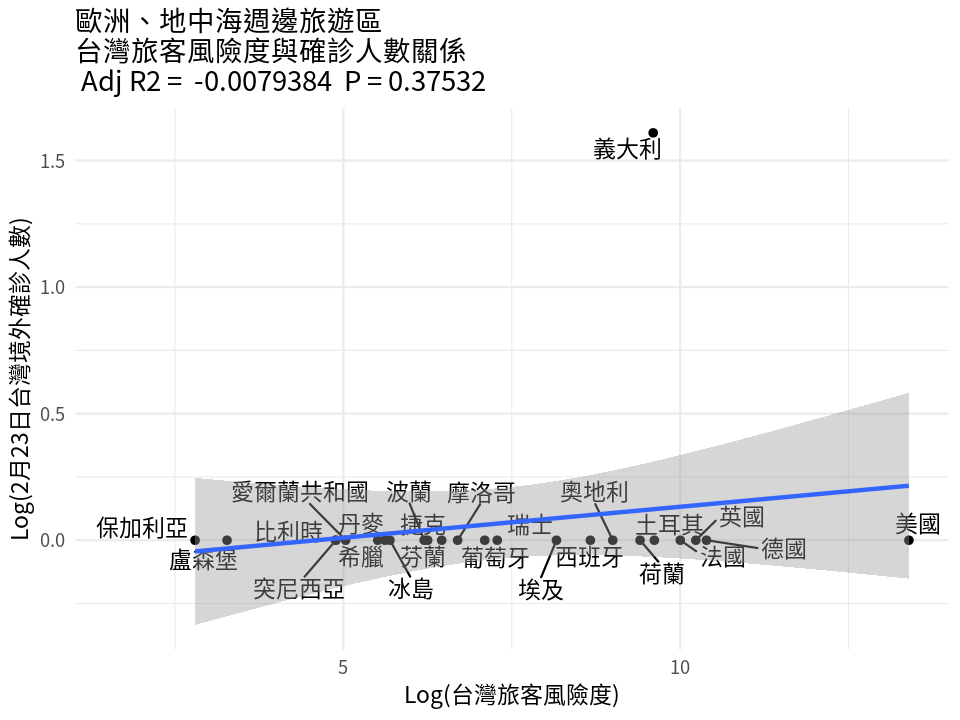 歐洲、地中海週邊旅遊區
台灣旅客風險度與確診人數關係
Adj R2 = -0.0079384 P = 0.37532
Log(2月23日台灣境外確診人數)
1.5
1.0
0.5
0.0
義大利
愛爾蘭共和國
波蘭
摩洛哥
奧地利
保加利亞
比利時
丹麥
捷克
瑞士
土耳其
英國
美國
盧森堡
希臘
芬蘭
葡萄牙
西班牙
法國
德國
突尼西亞
冰島
埃及
荷蘭
5
10
Log(台灣旅客風險度)